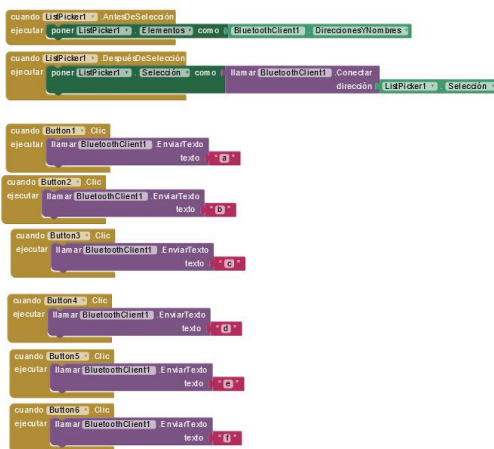 cuando ListPicker1 .AntesDeSelección
ejecutar poner ListPicker1 . Elementos como BluetoothClient1 . DireccionesYNombres
cuando ListPicker1 .DespuésDeSelección
ejecutar poner ListPicker1 . Selección como llamar BluetoothClient1 .Conectar
dirección ListPicker1 . Selección
cuando Button1 .Clic
ejecutar llamar BluetoothClient1 .EnviarTexto
texto " a "
cuando Button2 .Clic
ejecutar llamar BluetoothClient1 .EnviarTexto
texto " b "
cuando Button3 .Clic
ejecutar llamar BluetoothClient1 .EnviarTexto
texto " c "
cuando Button4 .Clic
ejecutar llamar BluetoothClient1 .EnviarTexto
texto " d "
cuando Button5 .Clic
ejecutar llamar BluetoothClient1 .EnviarTexto
texto " e "
cuando Button6 .Clic
ejecutar llamar BluetoothClient1 .EnviarTexto
texto " f "